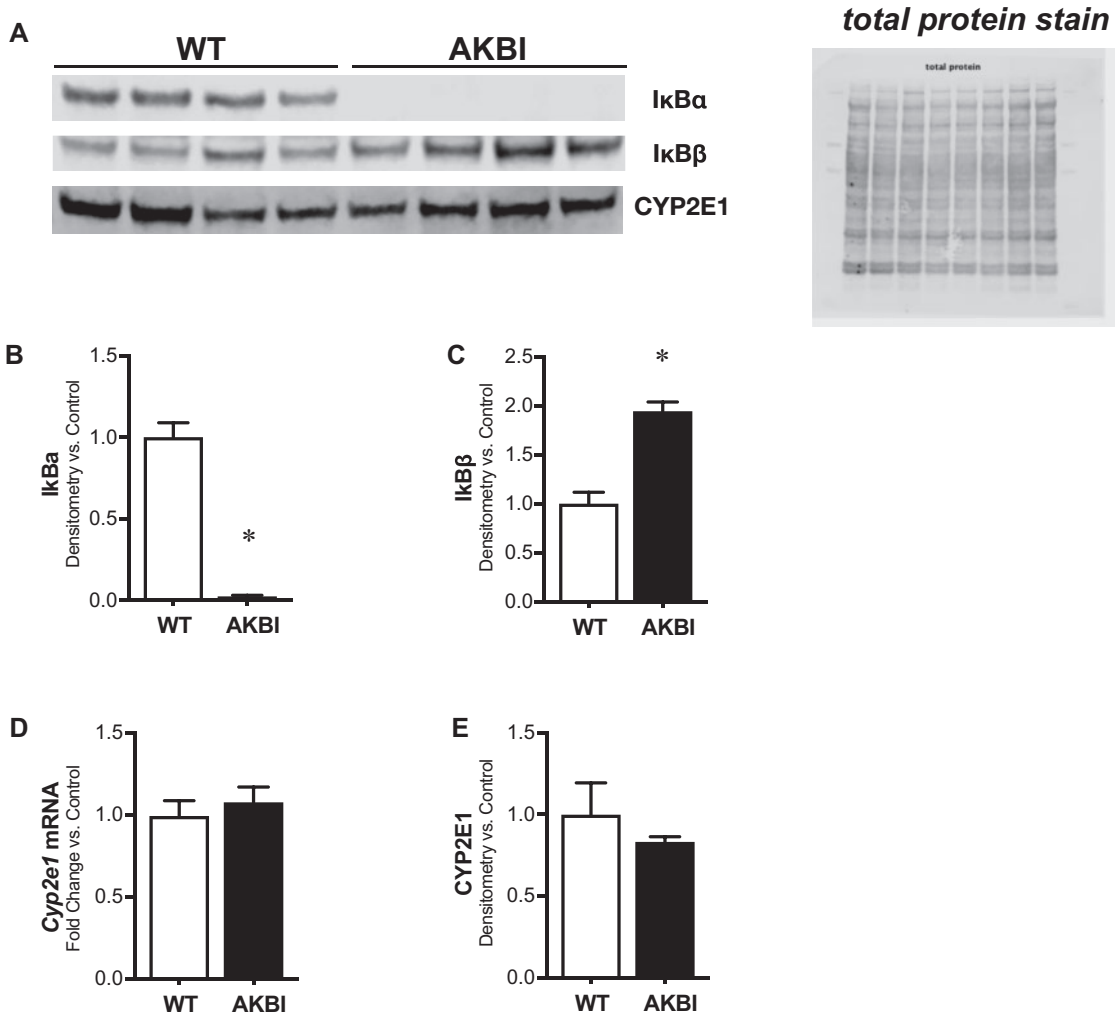 A
WT
AKBI
total protein stain
total protein
IκBα
IκBβ
CYP2E1
B
IkBa
Densitometry vs. Control
1.5
1.0
0.5
0.0
*
WT
AKBI
C
IkBβ
Densitometry vs. Control
2.5
2.0
1.5
1.0
0.5
0.0
*
WT
AKBI
D
Cyp2e1 mRNA
Fold Change vs. Control
1.5
1.0
0.5
0.0
WT
AKBI
E
CYP2E1
Densitometry vs. Control
1.5
1.0
0.5
0.0
WT
AKBI